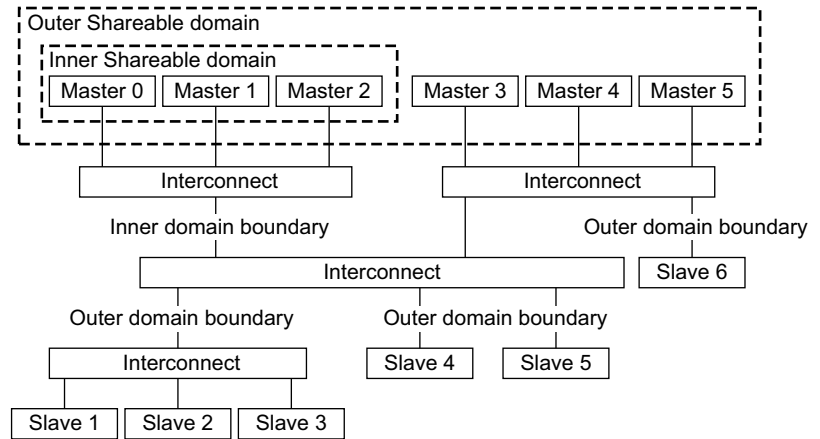 Outer Shareable domain
Inner Shareable domain
Master 0
Master 1
Master 2
Master 3
Master 4
Master 5
Interconnect
Interconnect
Inner domain boundary
Outer domain boundary
Interconnect
Slave 6
Outer domain boundary
Outer domain boundary
Interconnect
Slave 4
Slave 5
Slave 1
Slave 2
Slave 3